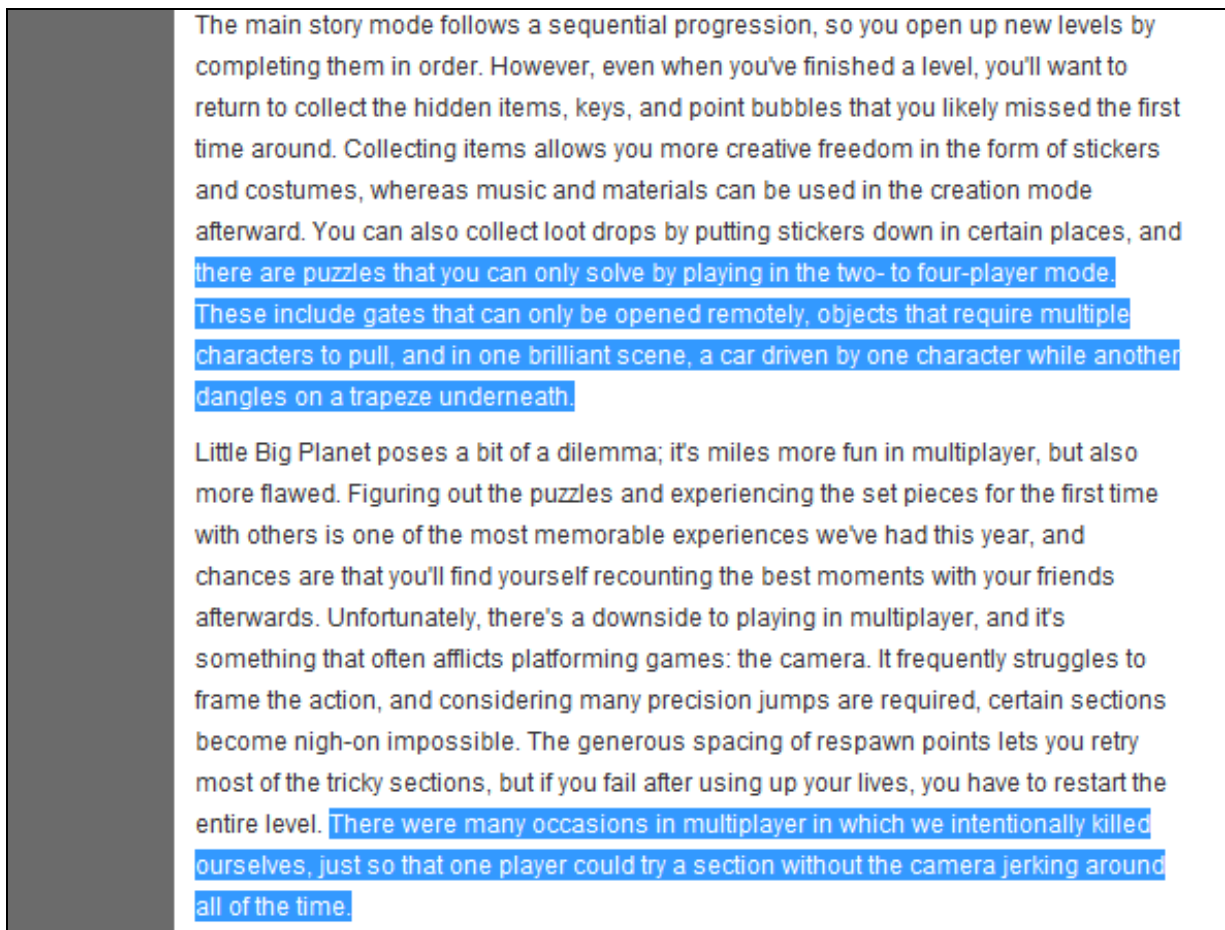 The main story mode follows a sequential progression, so you open up new levels by
completing them in order. However, even when you've finished a level, you'll want to
return to collect the hidden items, keys, and point bubbles that you likely missed the first
time around. Collecting items allows you more creative freedom in the form of stickers
and costumes, whereas music and materials can be used in the creation mode
afterward. You can also collect loot drops by putting stickers down in certain places, and
there are puzzles that you can only solve by playing in the two- to four-player mode.
These include gates that can only be opened remotely, objects that require multiple
characters to pull, and in one brilliant scene, a car driven by one character while another
dangles on a trapeze underneath.
Little Big Planet poses a bit of a dilemma; it's miles more fun in multiplayer, but also
more flawed. Figuring out the puzzles and experiencing the set pieces for the first time
with others is one of the most memorable experiences we've had this year, and
chances are that you'll find yourself recounting the best moments with your friends
afterwards. Unfortunately, there's a downside to playing in multiplayer, and it's
something that often afflicts platforming games: the camera. It frequently struggles to
frame the action, and considering many precision jumps are required, certain sections
become nigh-on impossible. The generous spacing of respawn points lets you retry
most of the tricky sections, but if you fail after using up your lives, you have to restart the
entire level. There were many occasions in multiplayer in which we intentionally killed
ourselves, just so that one player could try a section without the camera jerking around
all of the time.